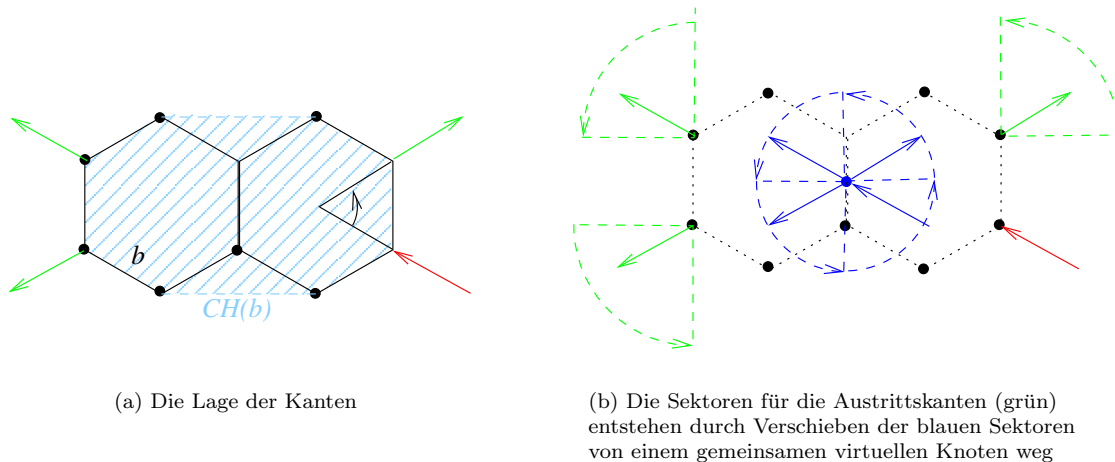 b
CH(b)
(a) Die Lage der Kanten
(b) Die Sektoren für die Austrittskanten (grün)
entstehen durch Verschieben der blauen Sektoren
von einem gemeinsamen virtuellen Knoten weg